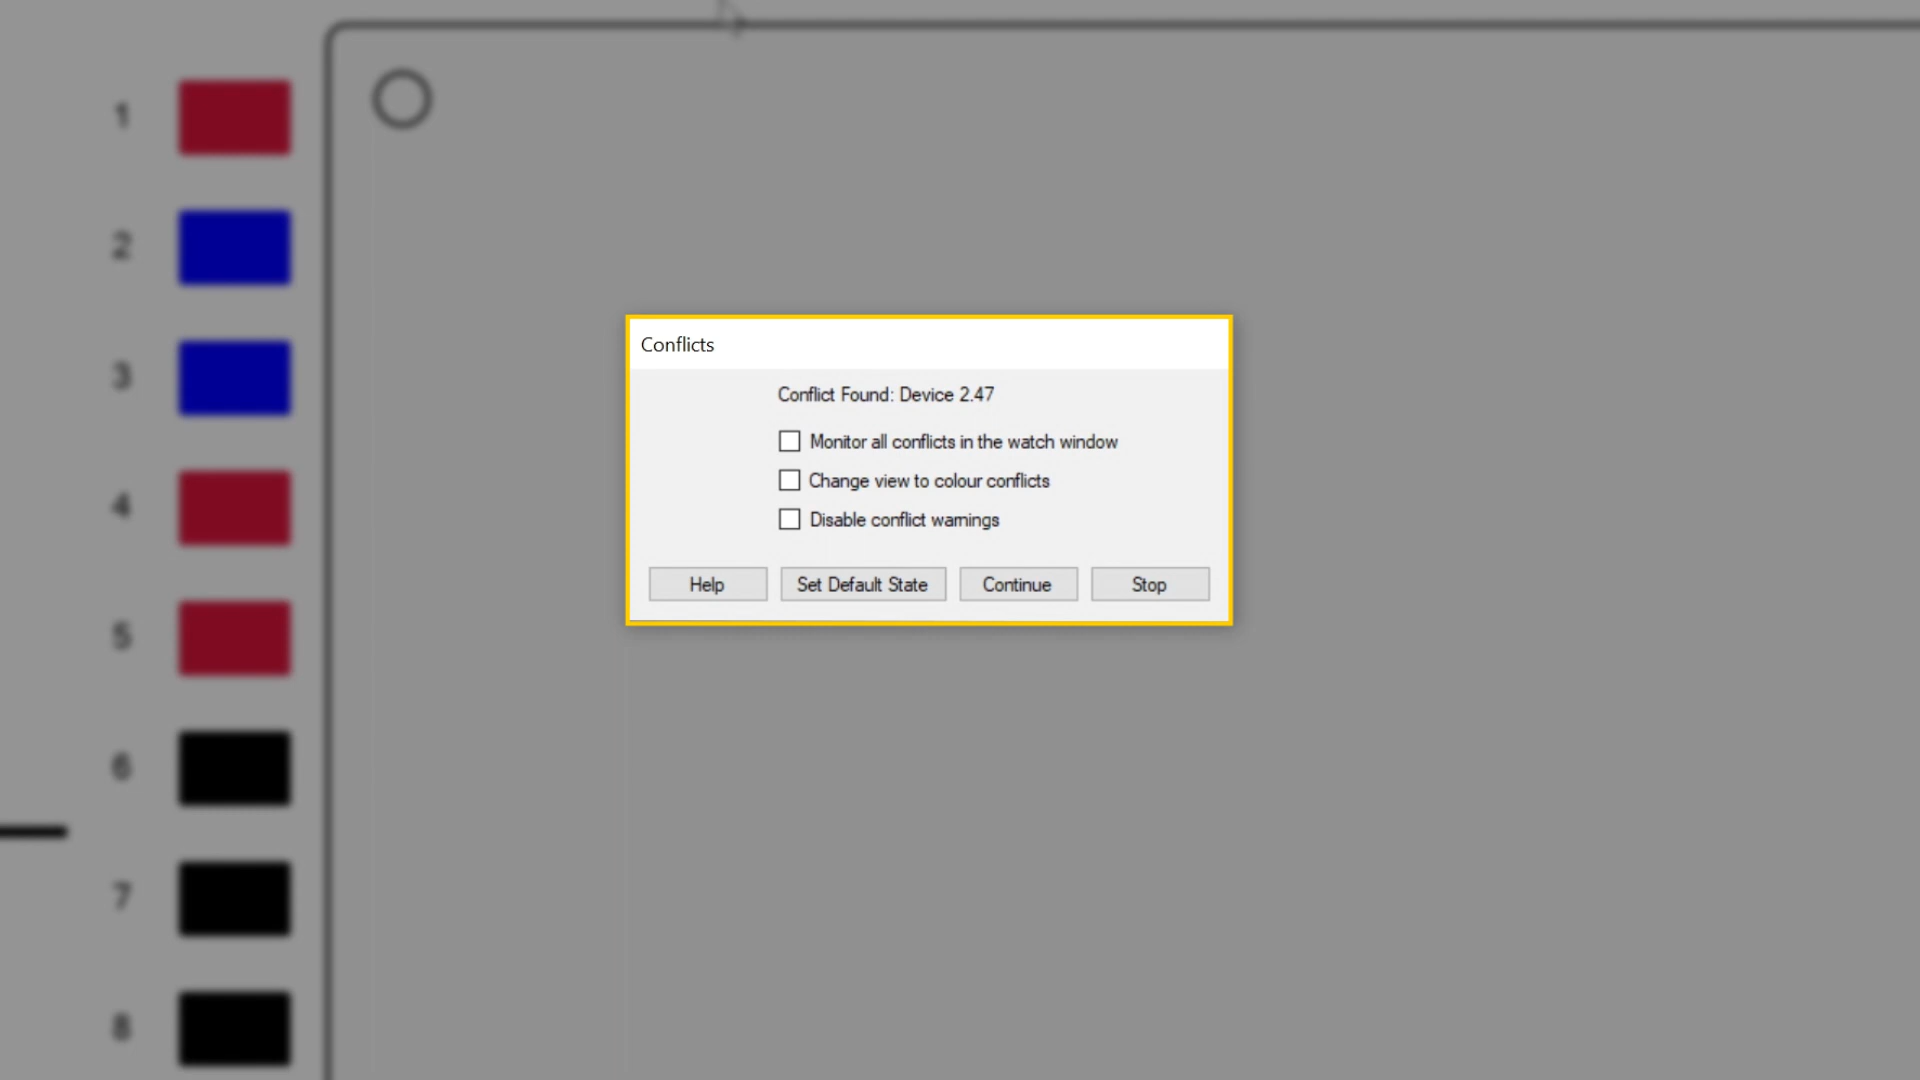 1
2
3
4
5
6
7
8
Conflicts
Conflict Found: Device 2.47
Monitor all conflicts in the watch window
Change view to colour conflicts
Disable conflict warnings
Help Set Default State Continue Stop